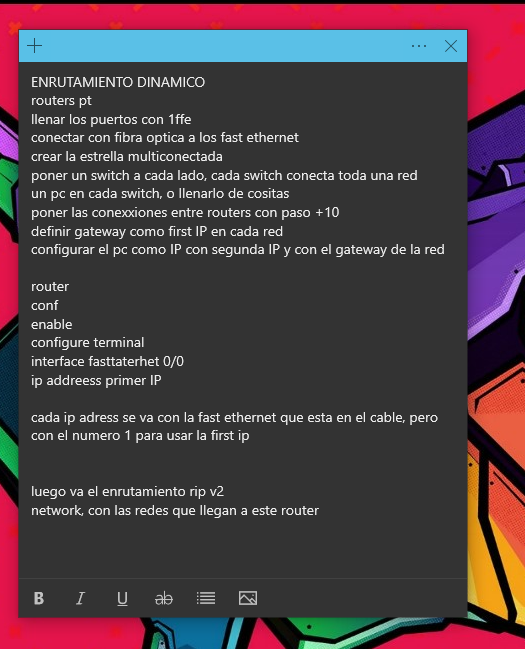 ENRUTAMIENTO DINAMICO
routers pt
llenar los puertos con 1ffe
conectar con fibra optica a los fast ethernet
crear la estrella multiconectada
poner un switch a cada lado, cada switch conecta toda una red
un pc en cada switch, o llenarlo de cositas
poner las conexxiones entre routers con paso +10
definir gateway como first IP en cada red
configurar el pc como IP con segunda IP y con el gateway de la red
router
conf
enable
configure terminal
interface fasttaterhet 0/0
ip addreess primer IP
cada ip adress se va con la fast ethernet que esta en el cable, pero
con el numero 1 para usar la first ip
luego va el enrutamiento rip v2
network, con las redes que llegan a este router
B I U ab